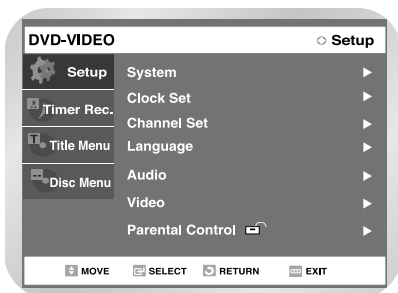 DVD-VIDEO Setup
Setup
Timer Rec.
Title Menu
Disc Menu
System
Clock Set
Channel Set
Language
Audio
Video
Parental Control
MOVE SELECT RETURN EXIT